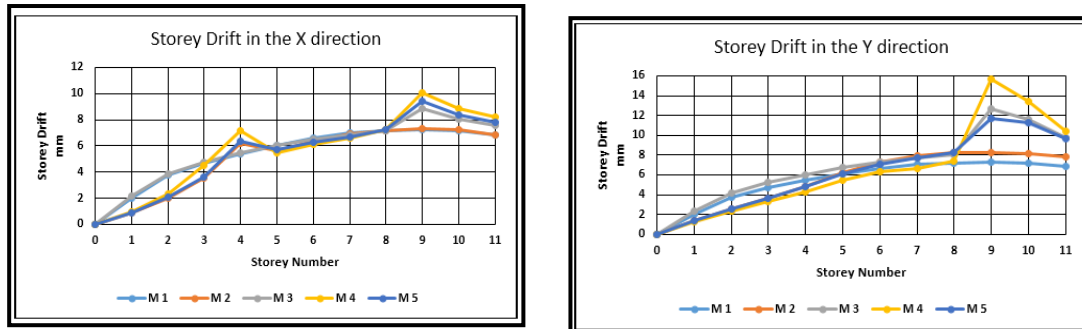 Storey Drift in the X direction
12
10
8
6
4
2
0
Storey Drift
mm
0 1 2 3 4 5 6 7 8 9 10 11
Storey Number
M 1 M 2 M 3 M 4 M 5
Storey Drift in the Y direction
16
14
12
10
8
6
4
2
0
Storey Drift
mm
0 1 2 3 4 5 6 7 8 9 10 11
Storey Number
M 1 M 2 M 3 M 4 M 5